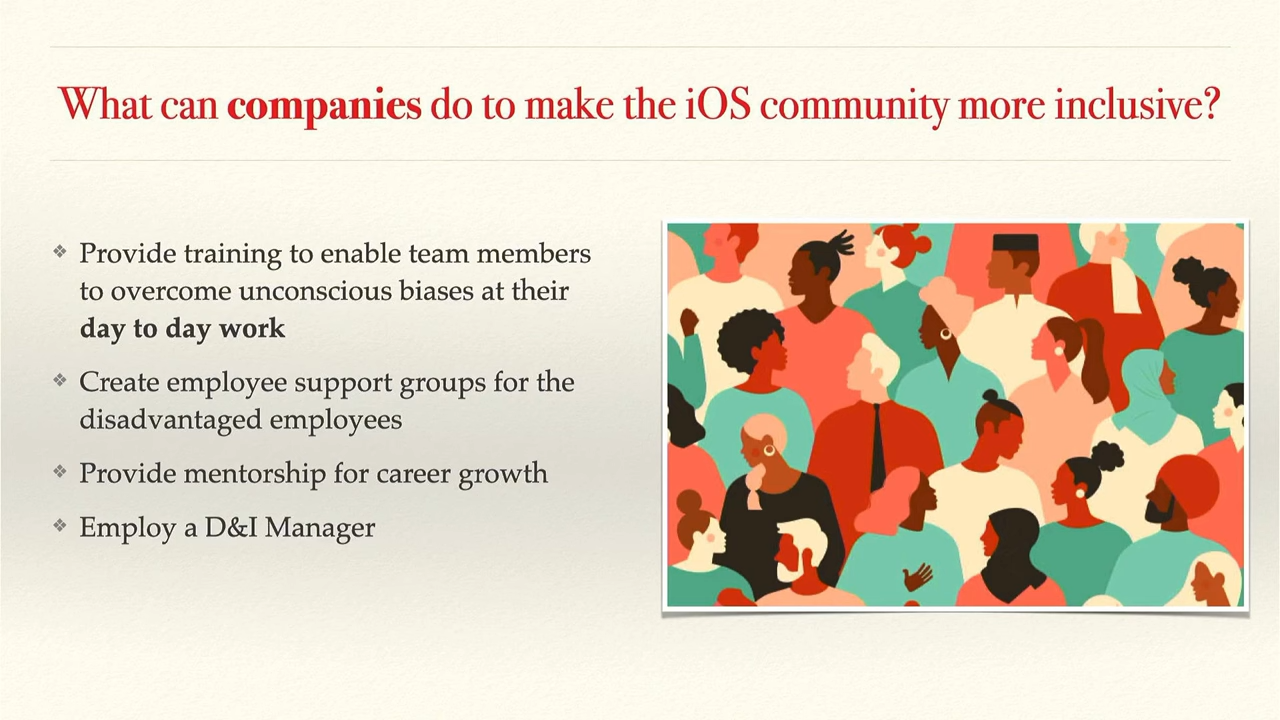 What can companies do to make the iOS community more inclusive?
Provide training to enable team members
to overcome unconscious biases at their
day to day work
Create employee support groups for the
disadvantaged employees
Provide mentorship for career growth
Employ a D&I Manager